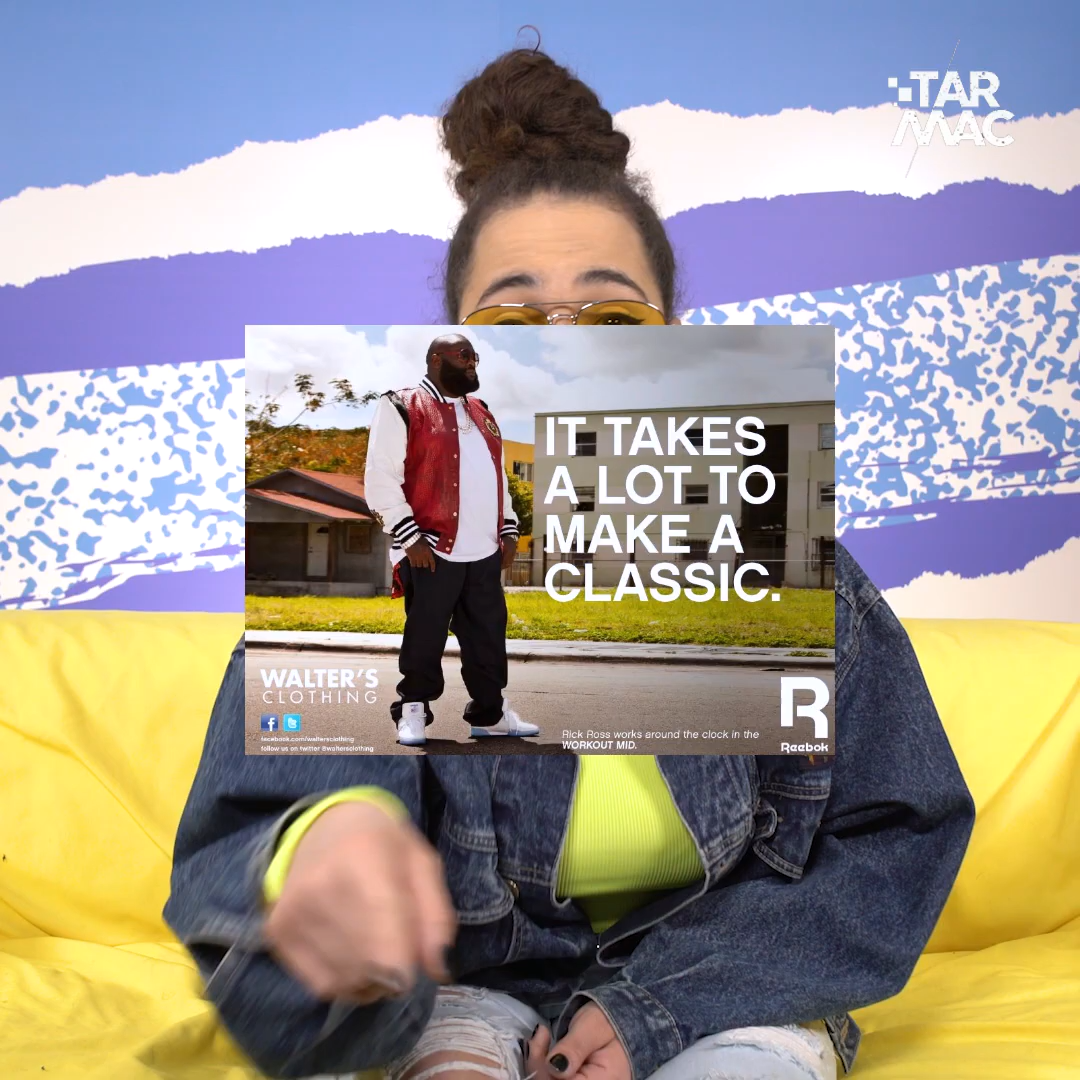 TAR
MAC
IT TAKES
A LOT TO
MAKE A
CLASSIC.
WALTER'S
CLOTHING
facebook.com/waltersclothing
follow us on twitter @waltersclothing
Rick Ross works around the clock in the
WORKOUT MID.
Reebok